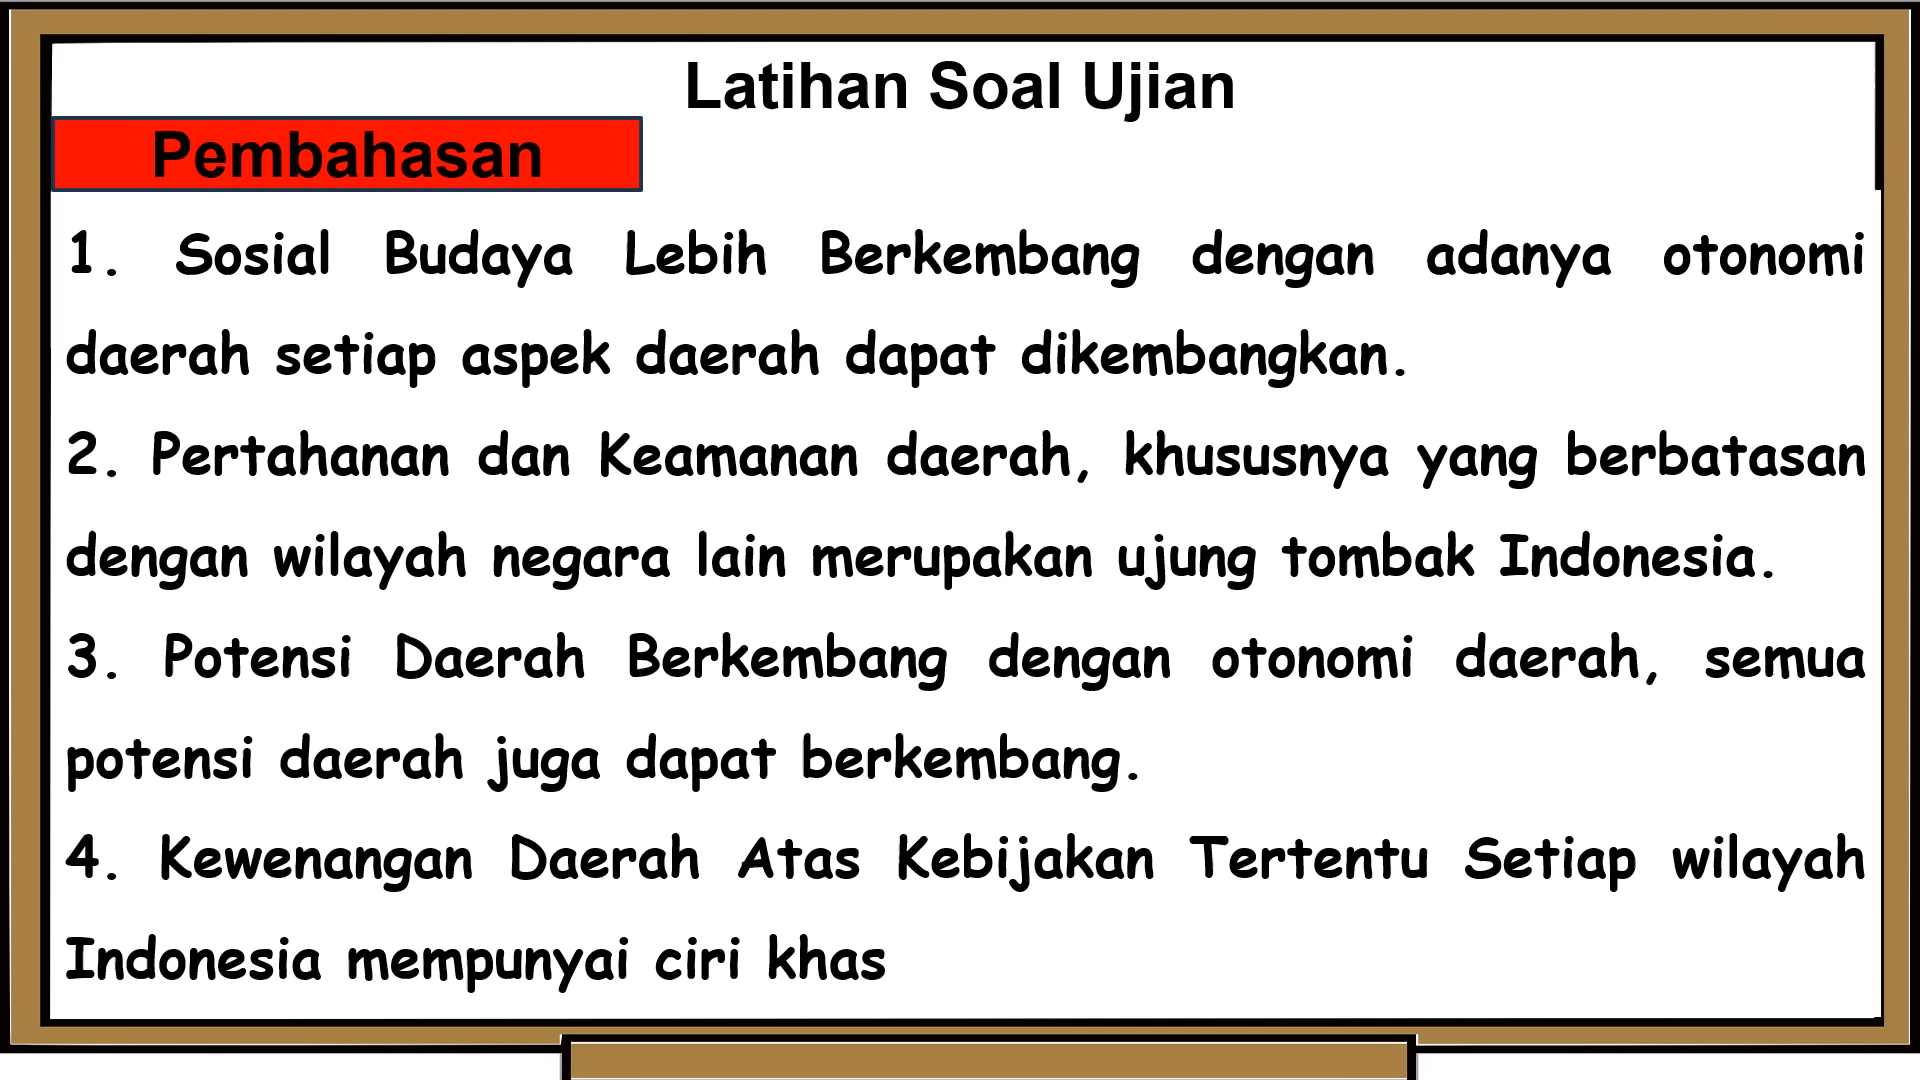 Latihan Soal Ujian
Pembahasan
1. Sosial Budaya Lebih Berkembang dengan adanya otonomi
daerah setiap aspek daerah dapat dikembangkan.
2. Pertahanan dan Keamanan daerah, khususnya yang berbatasan
dengan wilayah negara lain merupakan ujung tombak Indonesia.
3. Potensi Daerah Berkembang dengan otonomi daerah, semua
potensi daerah juga dapat berkembang.
4. Kewenangan Daerah Atas Kebijakan Tertentu Setiap wilayah
Indonesia mempunyai ciri khas